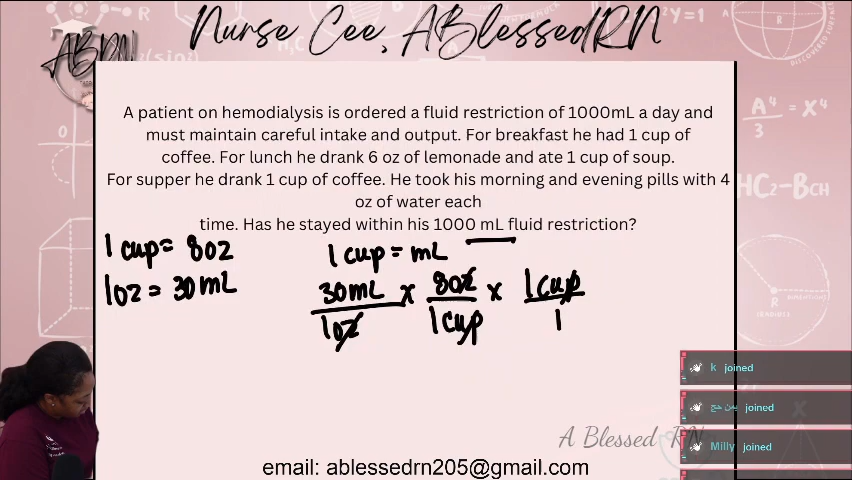 Nurse Cee, ABlessedRN
ABRN
A patient on hemodialysis is ordered a fluid restriction of 1000mL a day and
must maintain careful intake and output. For breakfast he had 1 cup of
coffee. For lunch he drank 6 oz of lemonade and ate 1 cup of soup.
For supper he drank 1 cup of coffee. He took his morning and evening pills with 4
oz of water each
time. Has he stayed within his 1000 mL fluid restriction?
1 cup = 8oz
1oz = 30mL
1 cup = mL
30mL x 8oz x 1cup
1oz 1cup 1
k joined
Milly joined
A Blessed RN
email: ablessedrn205@gmail.com